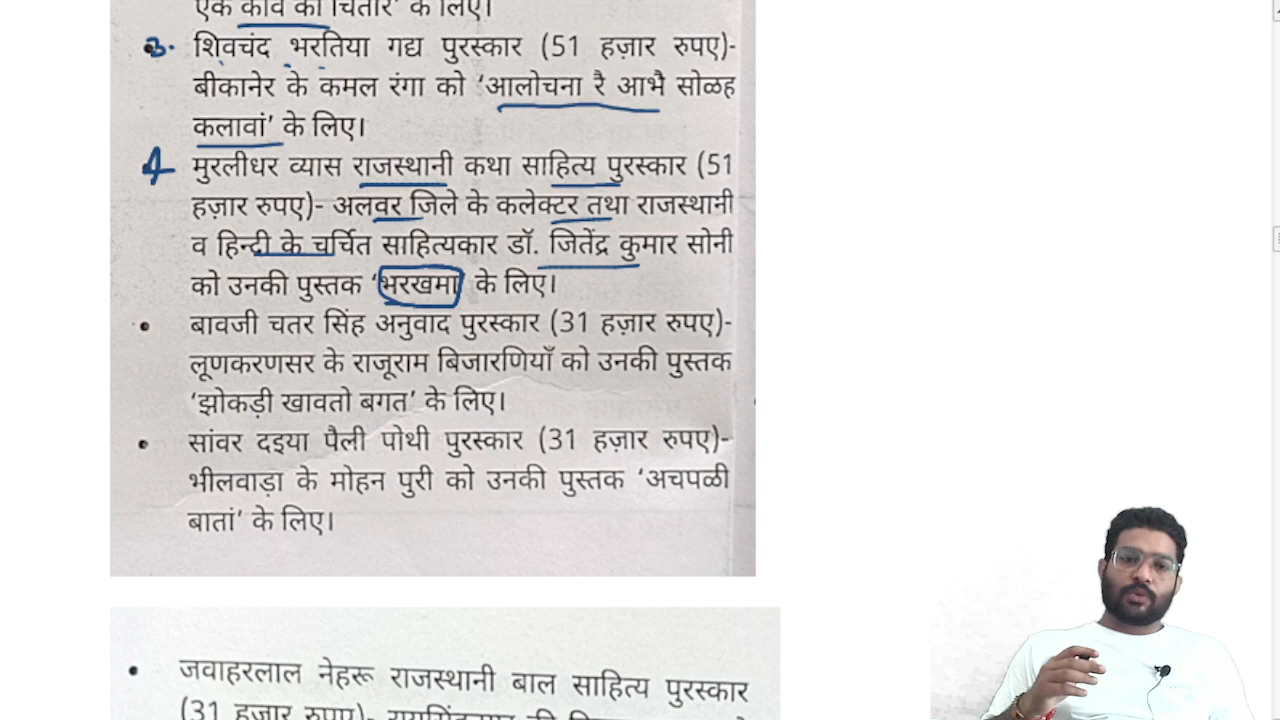 एक कवि का चितार' के लिए।
3. शिवचंद भरतिया गद्य पुरस्कार (51 हज़ार रुपए)-
बीकानेर के कमल रंगा को 'आलोचना रै आभै सोळह
कलावां' के लिए।
4 मुरलीधर व्यास राजस्थानी कथा साहित्य पुरस्कार (51
हज़ार रुपए)- अलवर जिले के कलेक्टर तथा राजस्थानी
व हिन्दी के चर्चित साहित्यकार डॉ. जितेंद्र कुमार सोनी
को उनकी पुस्तक 'भरखमा' के लिए।
• बावजी चतर सिंह अनुवाद पुरस्कार (31 हज़ार रुपए)-
लूणकरणसर के राजूराम बिजारणियाँ को उनकी पुस्तक
'झोकड़ी खावतो बगत' के लिए।
• सांवर दइया पैली पोथी पुरस्कार (31 हज़ार रुपए)-
भीलवाड़ा के मोहन पुरी को उनकी पुस्तक 'अचपळी
बातां' के लिए।
• जवाहरलाल नेहरू राजस्थानी बाल साहित्य पुरस्कार
(31 हज़ार रुपए)-